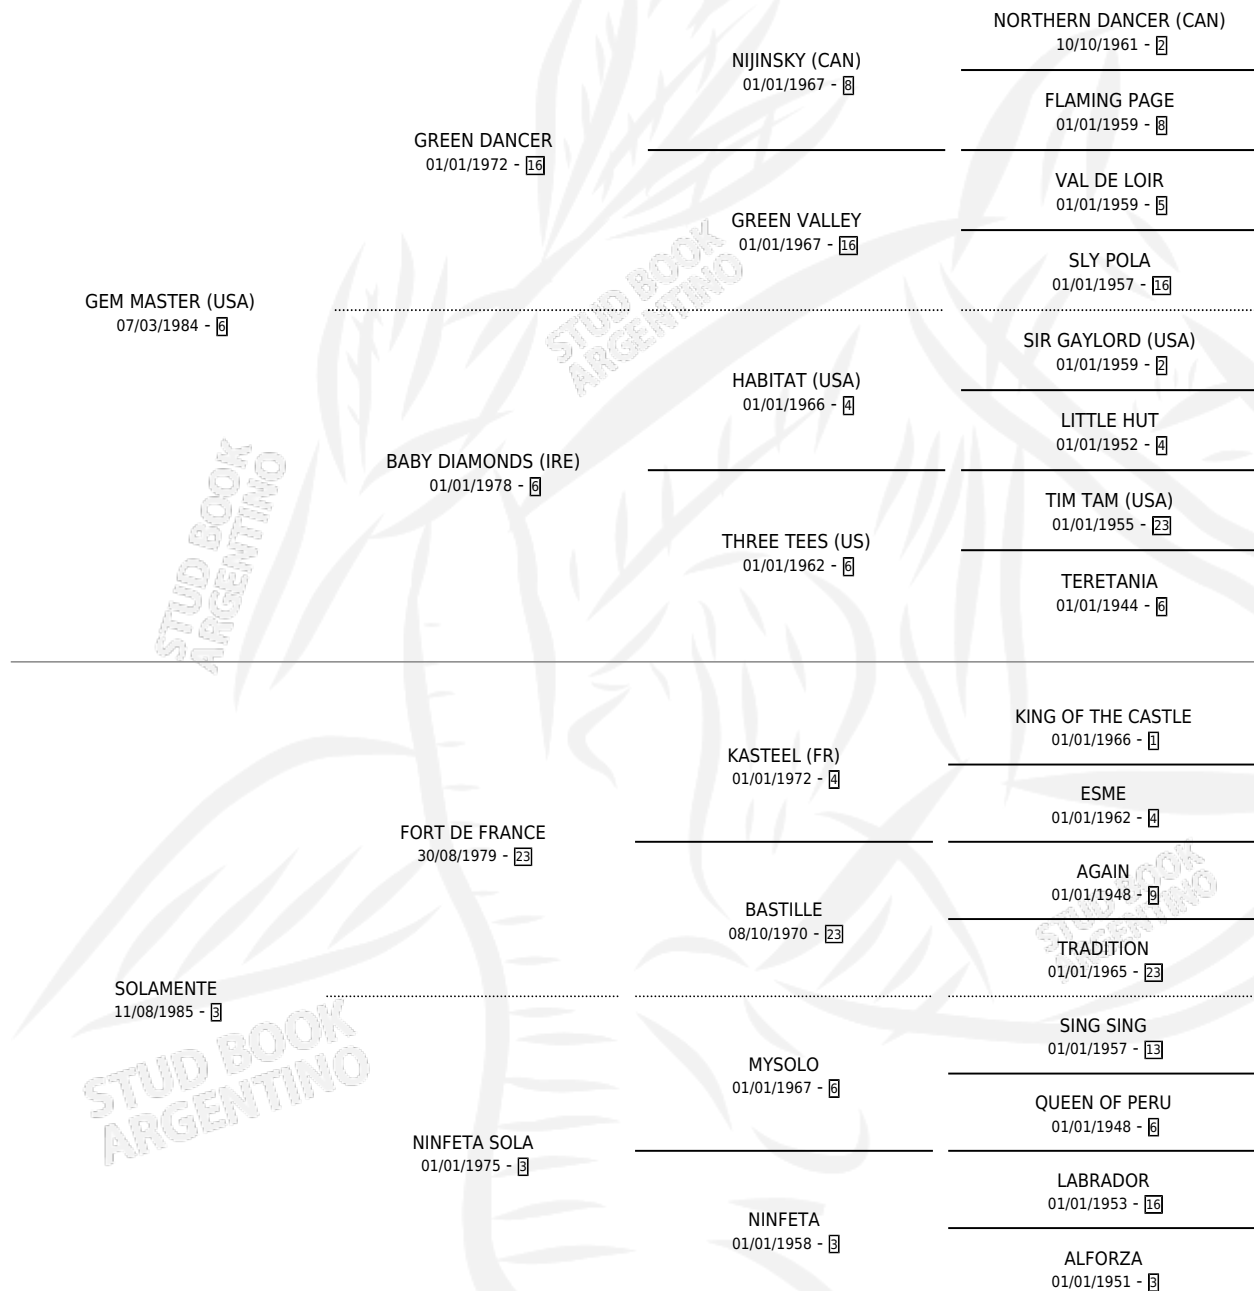 NORTHERN DANCER (CAN)
10/10/1961 - 2
NIJINSKY (CAN)
01/01/1967 - 8
FLAMING PAGE
01/01/1959 - 8
GREEN DANCER
01/01/1972 - 16
VAL DE LOIR
01/01/1959 - 5
GREEN VALLEY
01/01/1967 - 16
SLY POLA
01/01/1957 - 16
GEM MASTER (USA)
07/03/1984 - 6
SIR GAYLORD (USA)
01/01/1959 - 2
HABITAT (USA)
01/01/1966 - 4
LITTLE HUT
01/01/1952 - 4
BABY DIAMONDS (IRE)
01/01/1978 - 6
TIM TAM (USA)
01/01/1955 - 23
THREE TEES (US)
01/01/1962 - 6
TERETANIA
01/01/1944 - 6
KING OF THE CASTLE
01/01/1966 - 1
KASTEEL (FR)
01/01/1972 - 4
ESME
01/01/1962 - 4
FORT DE FRANCE
30/08/1979 - 23
AGAIN
01/01/1948 - 9
BASTILLE
08/10/1970 - 23
TRADITION
01/01/1965 - 23
SOLAMENTE
11/08/1985 - 3
SING SING
01/01/1957 - 13
MYSOLO
01/01/1967 - 6
QUEEN OF PERU
01/01/1948 - 6
NINFETA SOLA
01/01/1975 - 3
LABRADOR
01/01/1953 - 16
NINFETA
01/01/1958 - 3
ALFORZA
01/01/1951 - 3
STUD BOOK
ARGENTINO
STUD BOOK
ARGENTINO
STUD BOOK
ARGENTINO
STUD BOOK
ARGENTINO